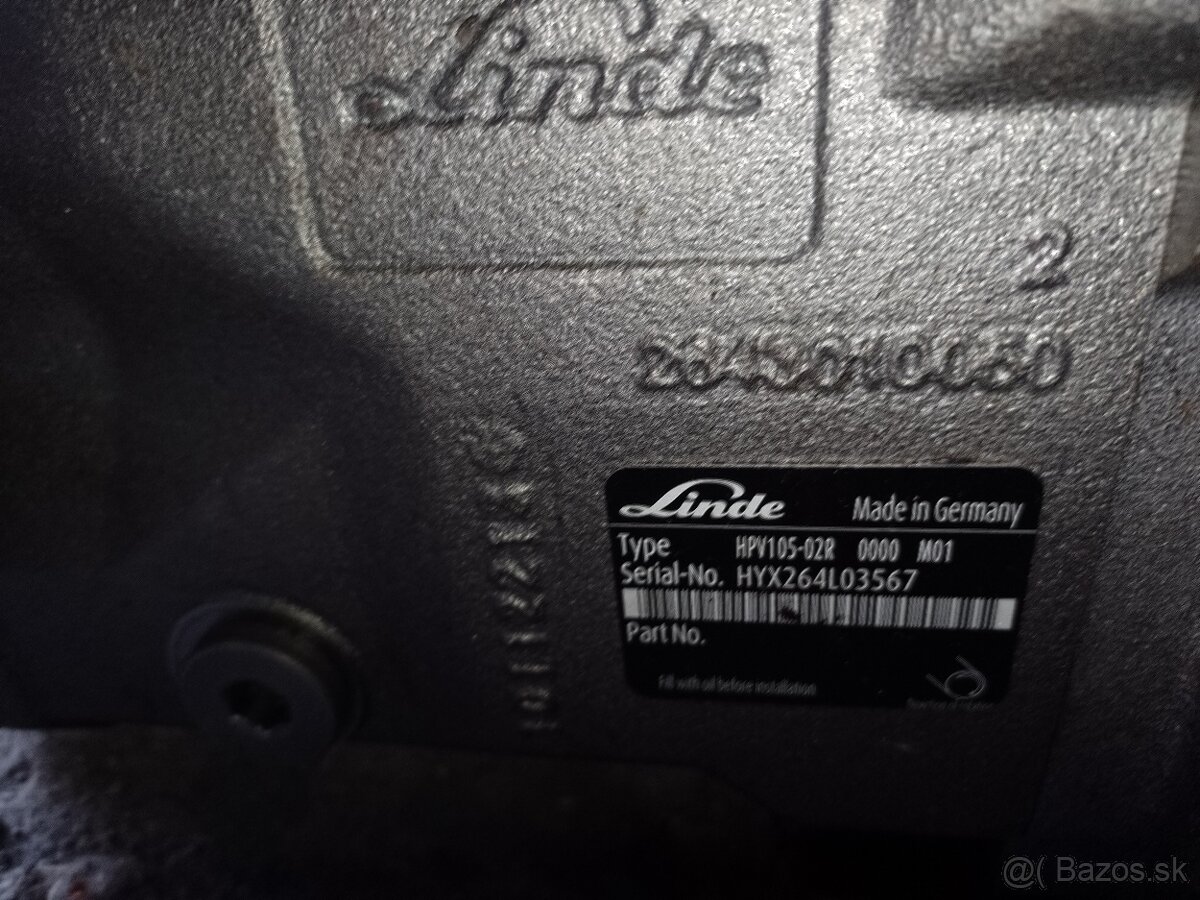 Linde
2
Linde Made in Germany
Type HPV105-02R 0000 M01
Serial-No. HYX264L03567
Part No.
Fill with oil before installation
@( Bazos.sk